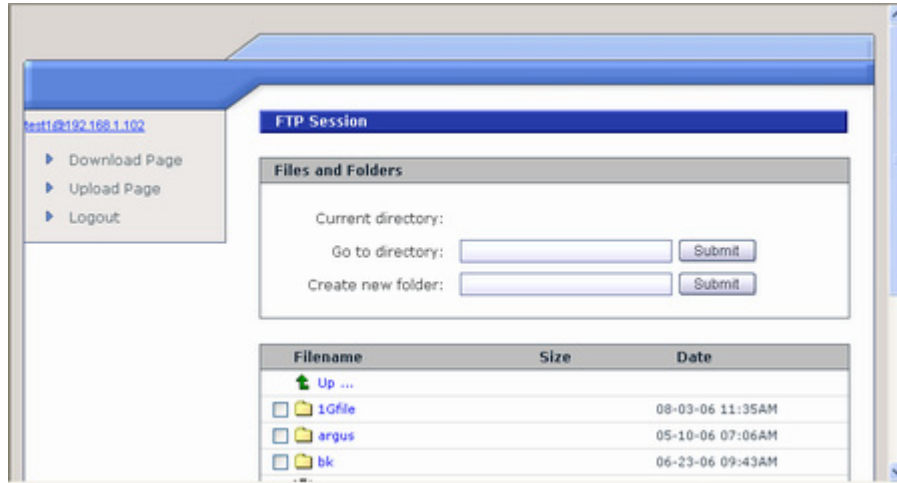 test1@192.168.1.102
Download Page
Upload Page
Logout
FTP Session
Files and Folders
Current directory:
Go to directory: Submit
Create new folder: Submit
Filename Size Date
Up ...
1Gfile 08-03-06 11:35AM
argus 05-10-06 07:06AM
bk 06-23-06 09:43AM